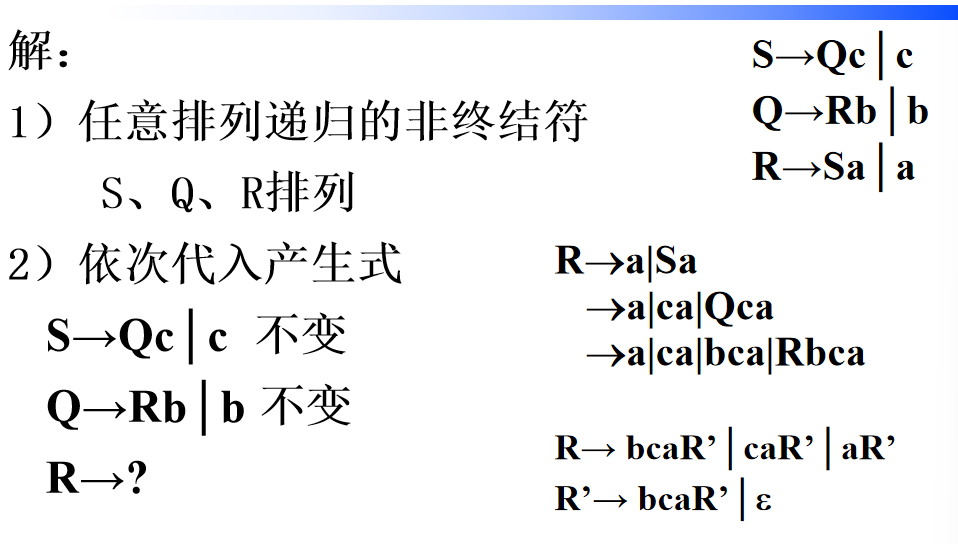 解：
1）任意排列递归的非终结符
S、Q、R排列
2）依次代入产生式
S→Qc│c 不变
Q→Rb│b 不变
R→?
S→Qc│c
Q→Rb│b
R→Sa│a
R→a|Sa
→a|ca|Qca
→a|ca|bca|Rbca
R→ bcaR’│caR’│aR’
R’→ bcaR’│ε